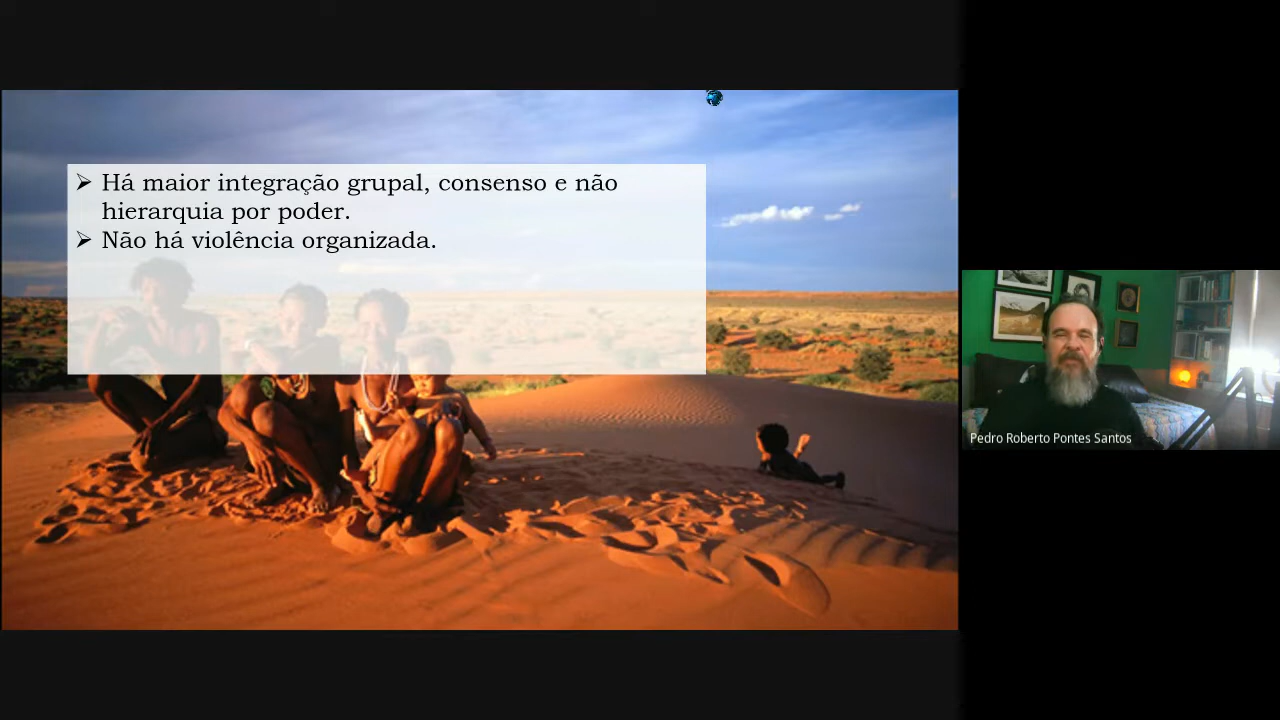 ➢ Há maior integração grupal, consenso e não
hierarquia por poder.
➢ Não há violência organizada.
Pedro Roberto Pontes Santos